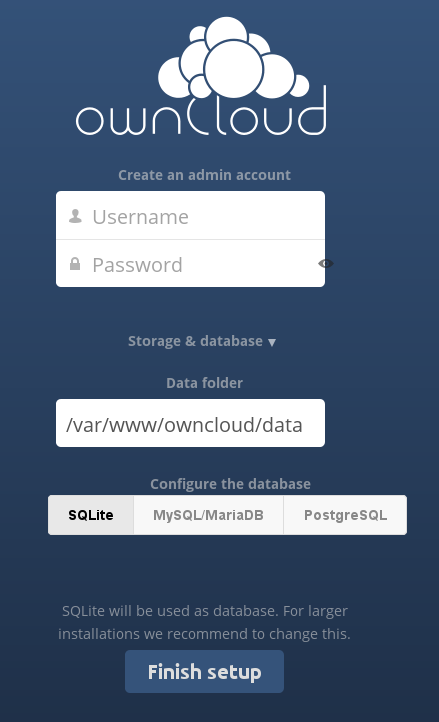 ownCloud
Create an admin account
Username
Password
Storage & database ▾
Data folder
/var/www/owncloud/data
Configure the database
SQLite MySQL/MariaDB PostgreSQL
SQLite will be used as database. For larger
installations we recommend to change this.
Finish setup